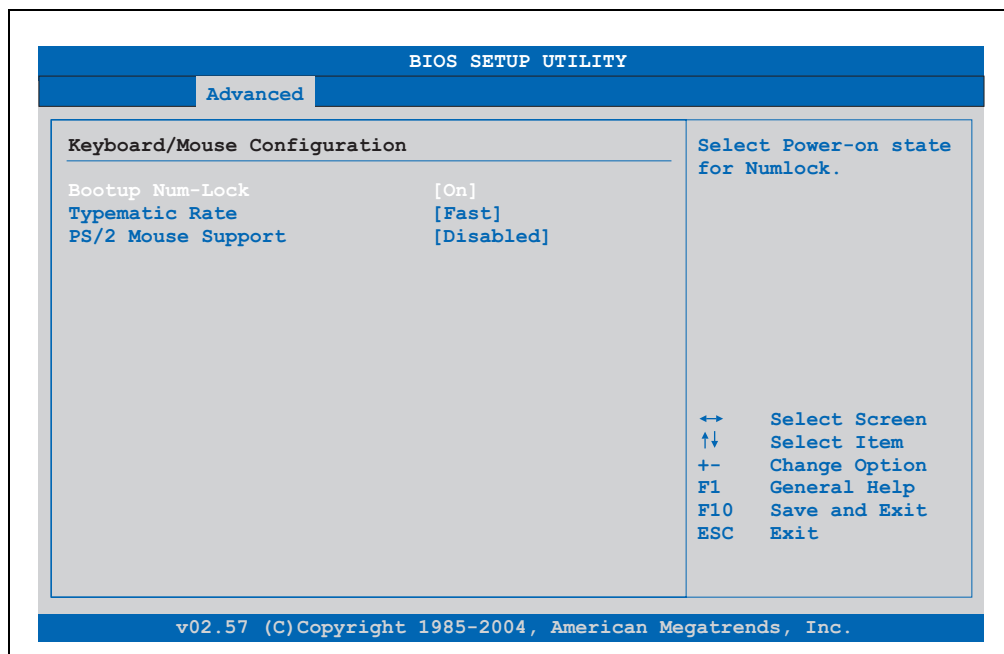 BIOS SETUP UTILITY
Advanced
Keyboard/Mouse Configuration
Bootup Num-Lock [On]
Typematic Rate [Fast]
PS/2 Mouse Support [Disabled]
Select Power-on state
for Numlock.
↔ Select Screen
↑↓ Select Item
+- Change Option
F1 General Help
F10 Save and Exit
ESC Exit
v02.57 (C)Copyright 1985-2004, American Megatrends, Inc.